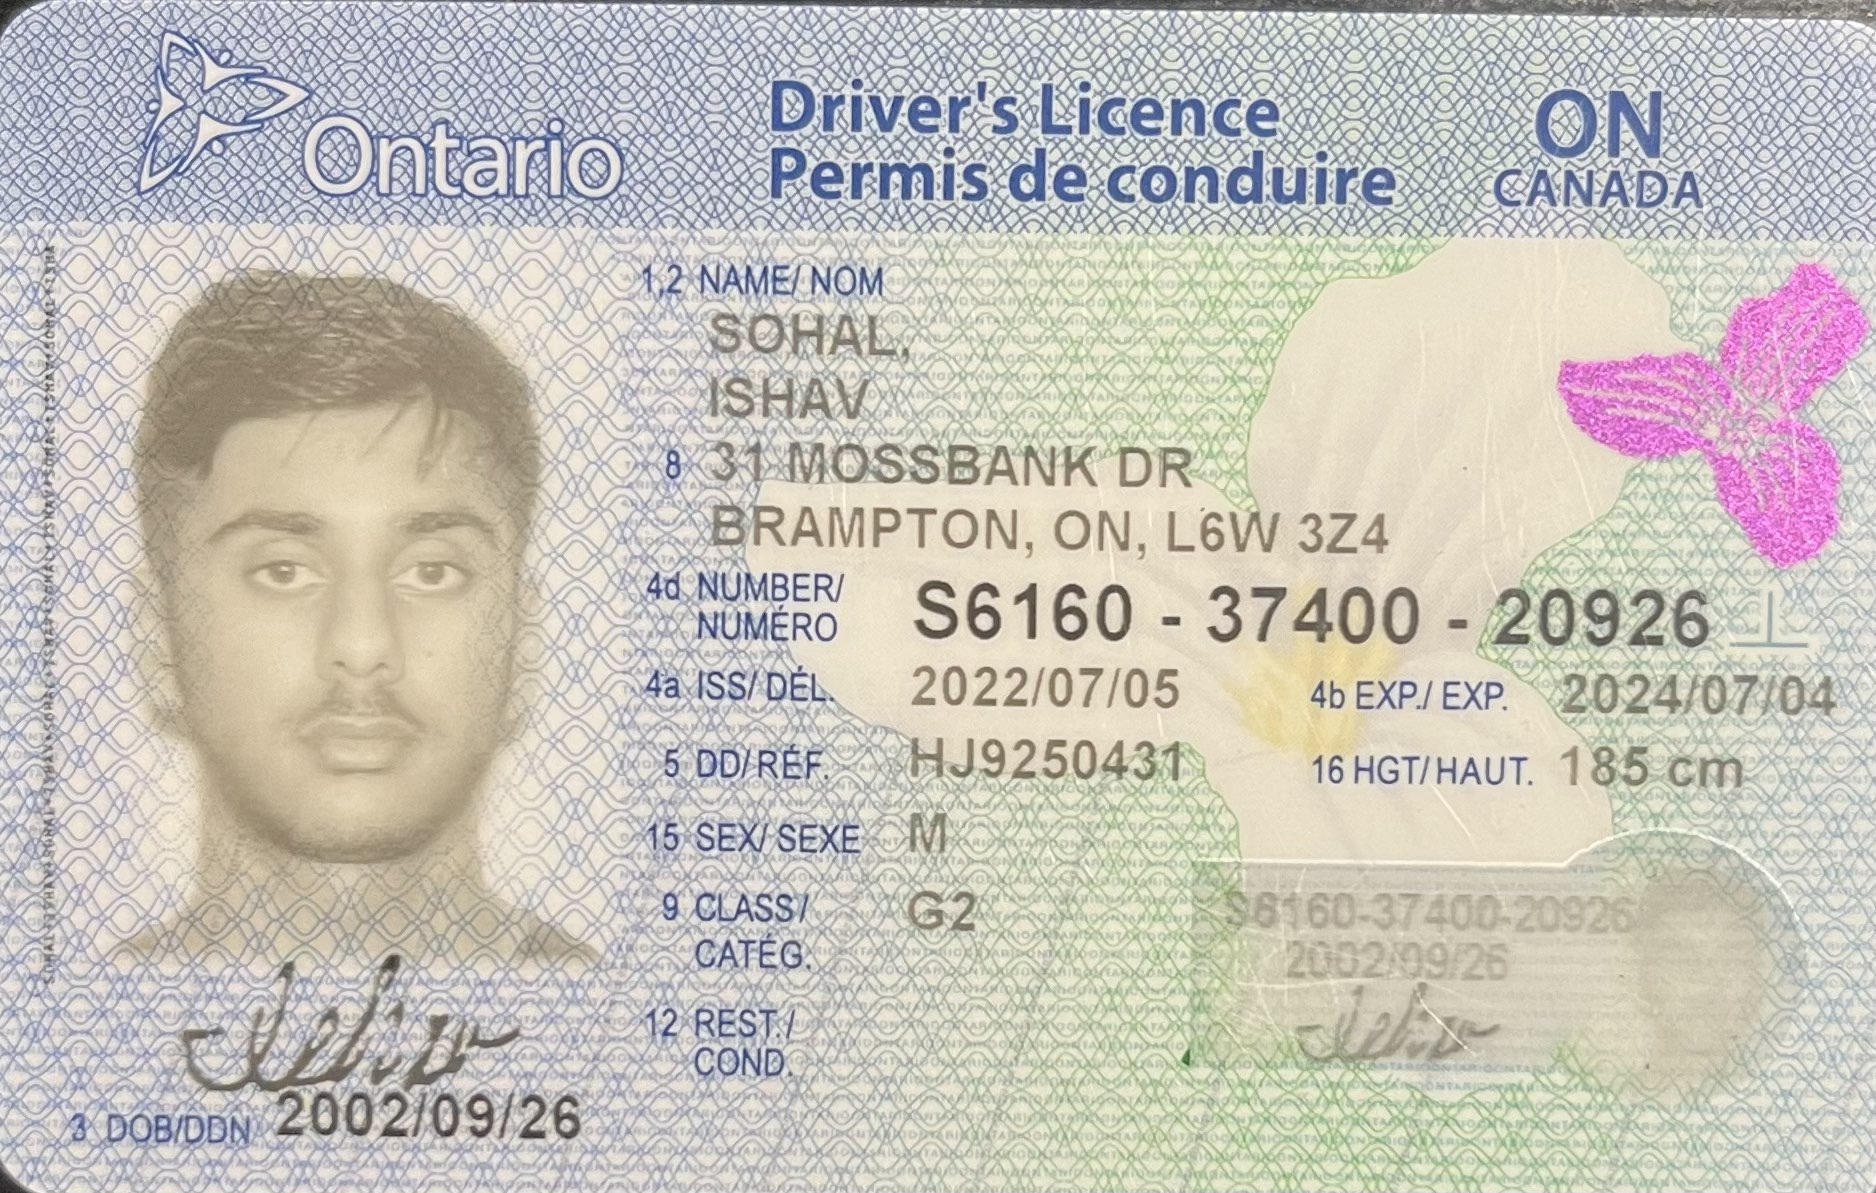 Ontario
Driver's Licence
Permis de conduire
ON
CANADA
1,2 NAME/ NOM
SOHAL,
ISHAV
8 31 MOSSBANK DR
BRAMPTON, ON, L6W 3Z4
4d NUMBER/
NUMÉRO
S6160 - 37400 - 20926
4a ISS/ DÉL. 2022/07/05 4b EXP./ EXP. 2024/07/04
5 DD/RÉF. HJ9250431 16 HGT/HAUT. 185 cm
15 SEX/ SEXE M
9 CLASS/ G2
CATÉG.
12 REST./
COND.
S6160-37400-20926
2002/09/26
3 DOB/DDN 2002/09/26